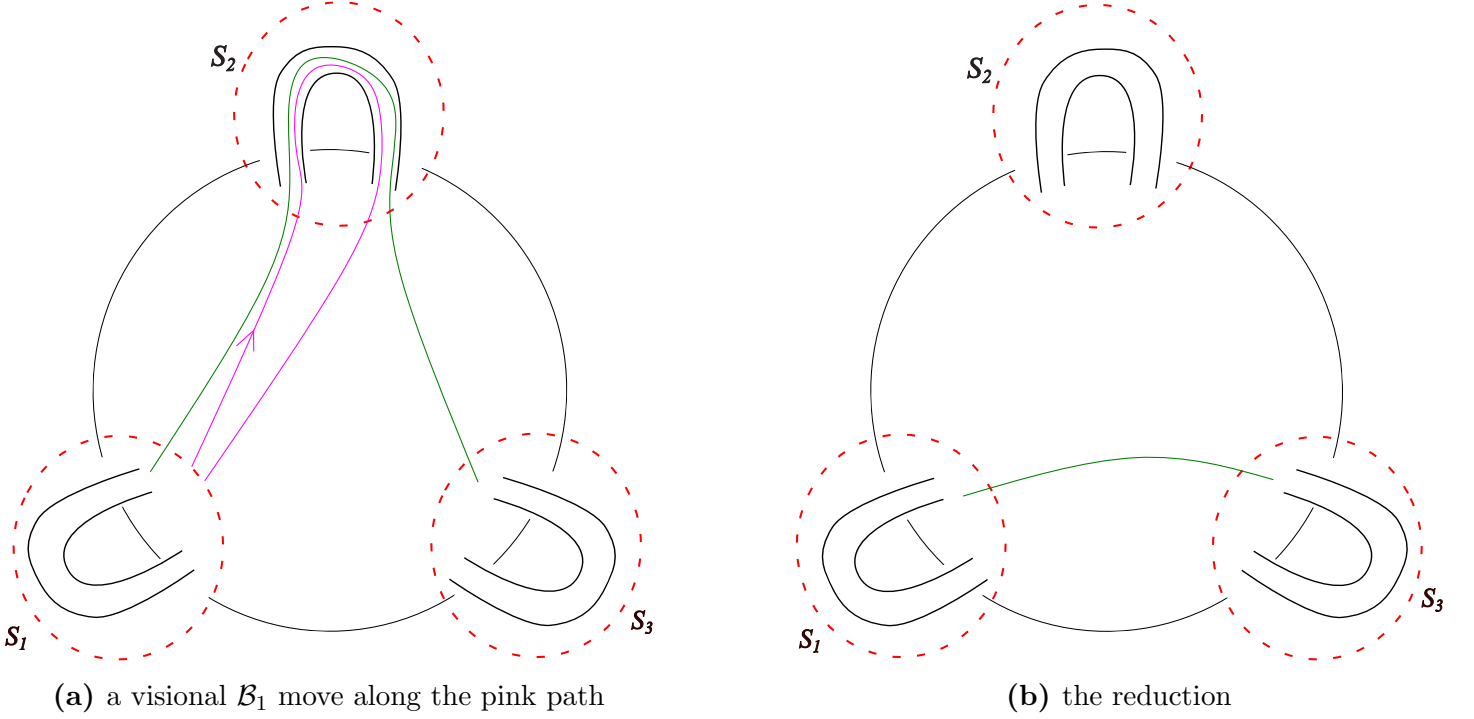 S₂
S₂
S₁
S₃
S₁
S₃
(a) a visional 𝓑₁ move along the pink path
(b) the reduction